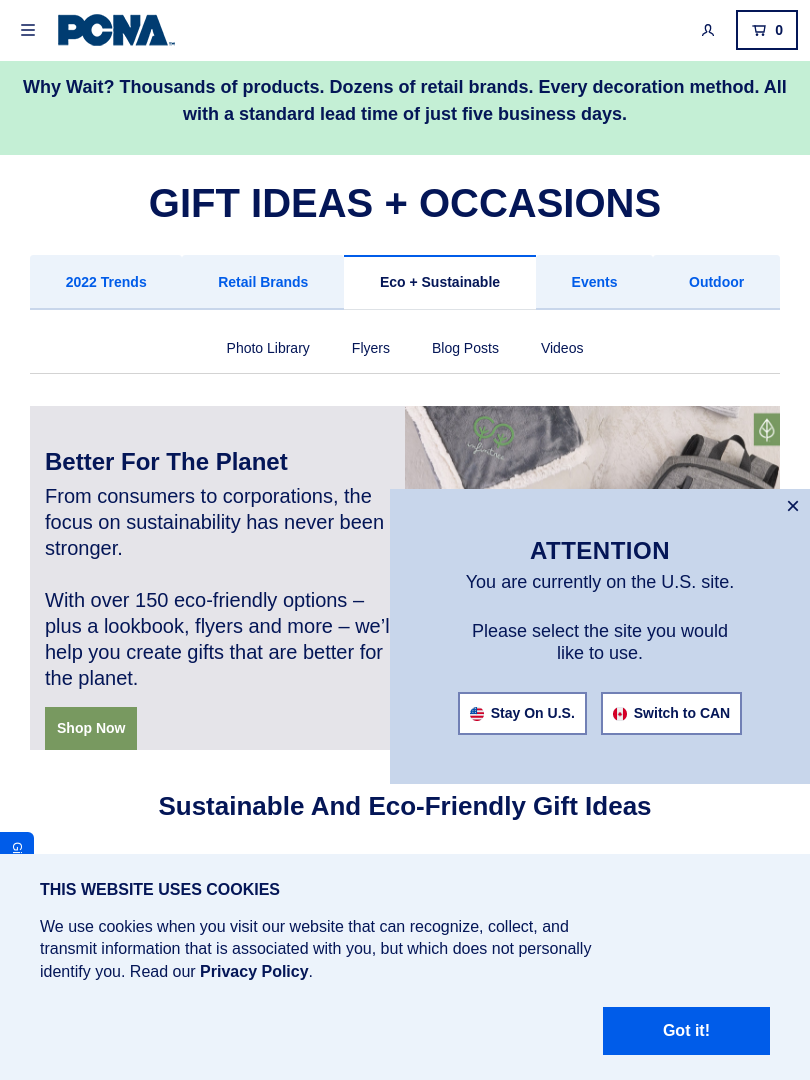 PCNA
0
Why Wait? Thousands of products. Dozens of retail brands. Every decoration method. All
with a standard lead time of just five business days.
GIFT IDEAS + OCCASIONS
2022 Trends
Retail Brands
Eco + Sustainable
Events
Outdoor
Photo Library
Flyers
Blog Posts
Videos
Better For The Planet
From consumers to corporations, the
focus on sustainability has never been
stronger.
With over 150 eco-friendly options –
plus a lookbook, flyers and more – we'l
help you create gifts that are better for
the planet.
Shop Now
infinitive
×
ATTENTION
You are currently on the U.S. site.
Please select the site you would
like to use.
Stay On U.S.
Switch to CAN
Sustainable And Eco-Friendly Gift Ideas
THIS WEBSITE USES COOKIES
We use cookies when you visit our website that can recognize, collect, and
transmit information that is associated with you, but which does not personally
identify you. Read our Privacy Policy.
Got it!